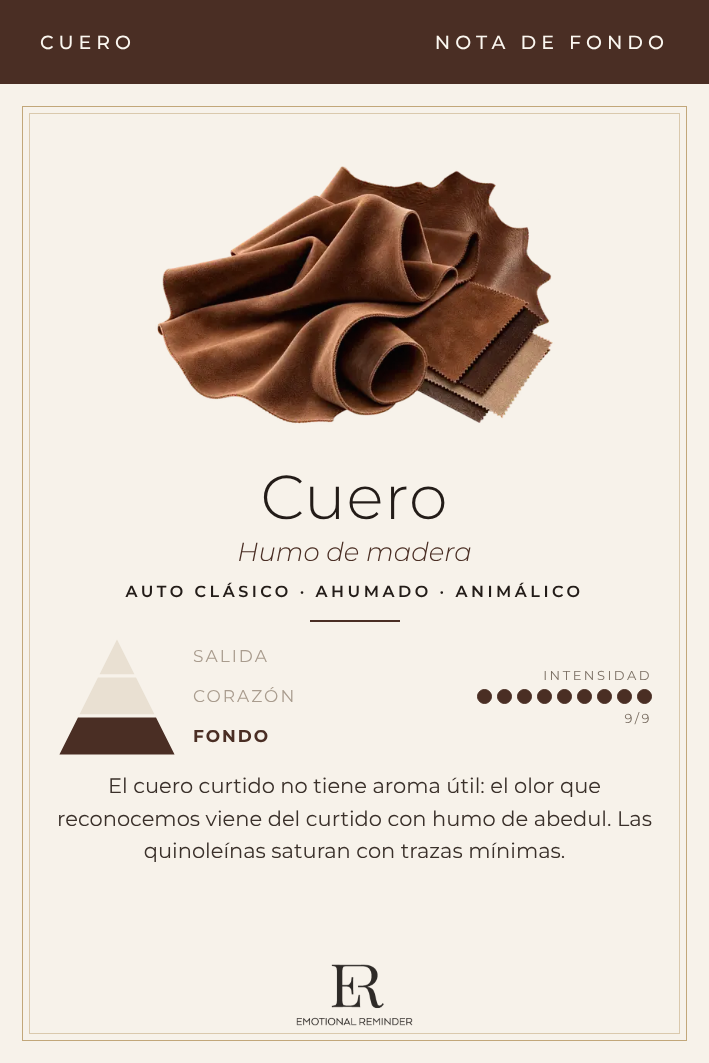 CUERO
NOTA DE FONDO
Cuero
Humo de madera
AUTO CLÁSICO · AHUMADO · ANIMÁLICO
SALIDA
CORAZÓN
FONDO
INTENSIDAD
9/9
El cuero curtido no tiene aroma útil: el olor que
reconocemos viene del curtido con humo de abedul. Las
quinoleínas saturan con trazas mínimas.
ER
EMOTIONAL REMINDER